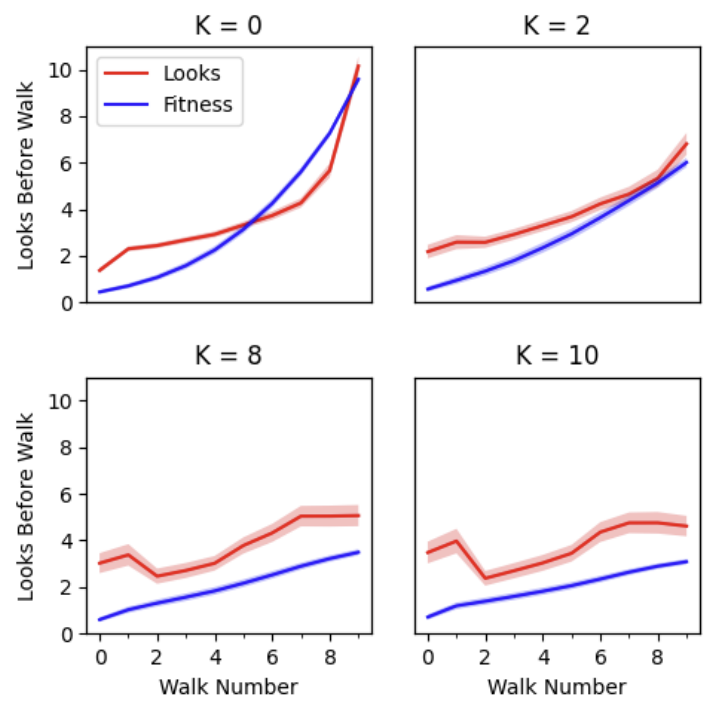 K = 0
K = 2
Looks Before Walk
10
8
6
4
2
0
Looks
Fitness
K = 8
K = 10
Looks Before Walk
10
8
6
4
2
0
0 2 4 6 8
0 2 4 6 8
Walk Number
Walk Number